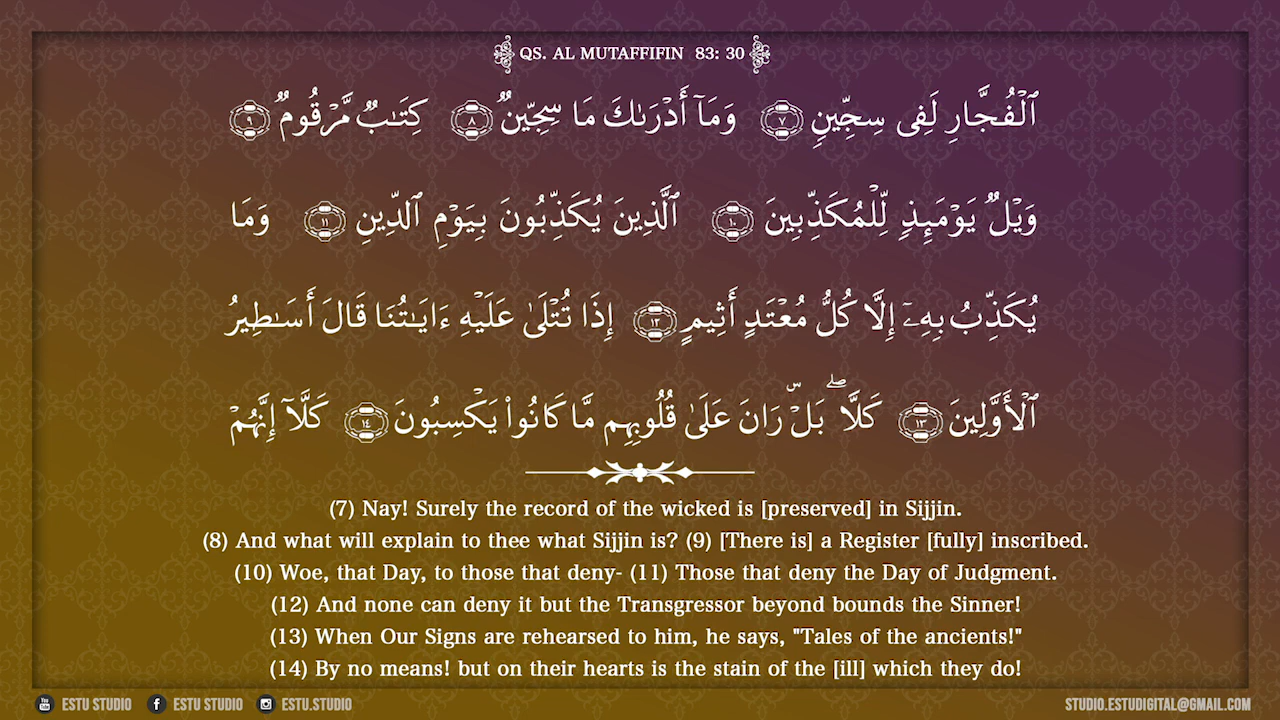 QS. AL MUTAFFIFIN 83: 30
ٱلْفُجَّارِ لَفِى سِجِّينٍ ٧ وَمَآ أَدْرَىٰكَ مَا سِجِّينٌ ٨ كِتَـٰبٌ مَّرْقُومٌ ٩
وَيْلٌ يَوْمَئِذٍ لِّلْمُكَذِّبِينَ ١٠ ٱلَّذِينَ يُكَذِّبُونَ بِيَوْمِ ٱلدِّينِ ١١ وَمَا
يُكَذِّبُ بِهِۦٓ إِلَّا كُلُّ مُعْتَدٍ أَثِيمٍ ١٢ إِذَا تُتْلَىٰ عَلَيْهِ ءَايَـٰتُنَا قَالَ أَسَـٰطِيرُ
ٱلْأَوَّلِينَ ١٣ كَلَّا ۖ بَلْ ۜ رَانَ عَلَىٰ قُلُوبِهِم مَّا كَانُوا۟ يَكْسِبُونَ ١٤ كَلَّآ إِنَّهُمْ
(7) Nay! Surely the record of the wicked is [preserved] in Sijjin.
(8) And what will explain to thee what Sijjin is? (9) [There is] a Register [fully] inscribed.
(10) Woe, that Day, to those that deny- (11) Those that deny the Day of Judgment.
(12) And none can deny it but the Transgressor beyond bounds the Sinner!
(13) When Our Signs are rehearsed to him, he says, "Tales of the ancients!"
(14) By no means! but on their hearts is the stain of the [ill] which they do!
ESTU STUDIO ESTU STUDIO ESTU.STUDIO STUDIO.ESTUDIGITAL@GMAIL.COM